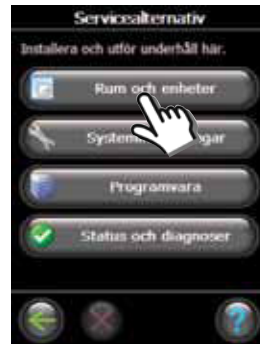 Servicealternativ
Installera och utför underhåll här.
Rum och enheter
Programvara
Status och diagnoser